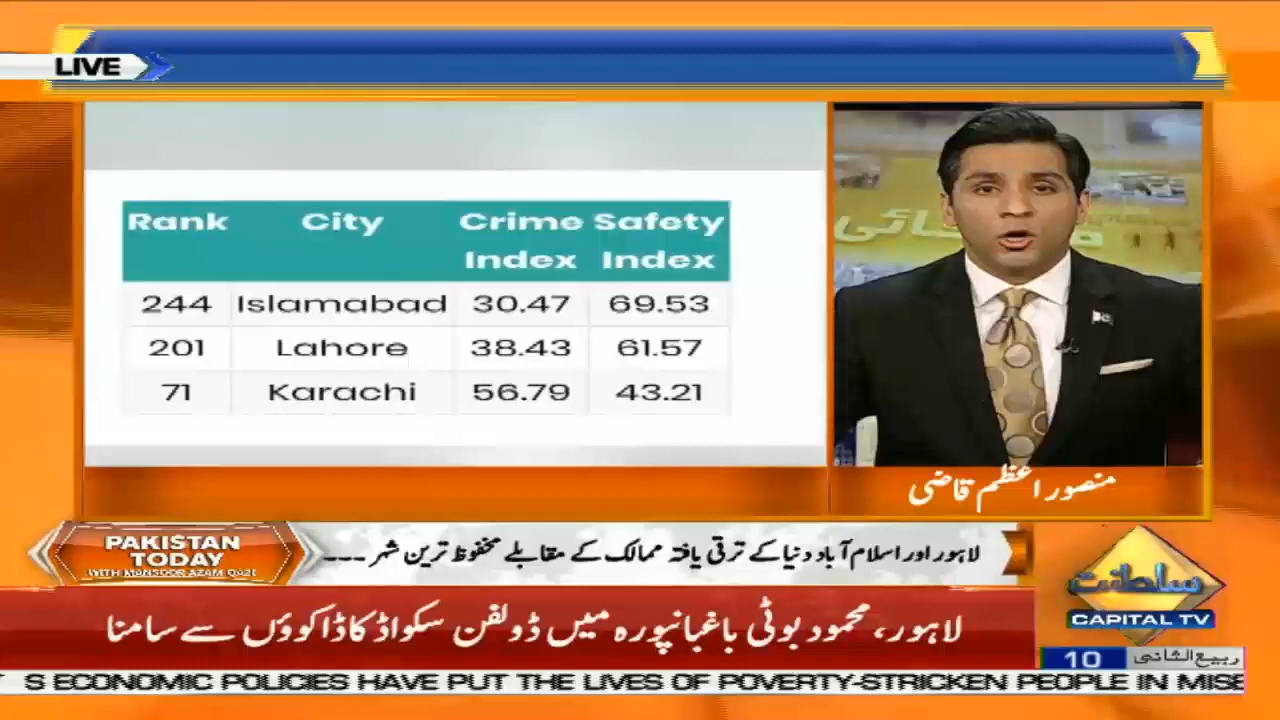 LIVE
Rank City Crime Index Safety Index
244 Islamabad 30.47 69.53
201 Lahore 38.43 61.57
71 Karachi 56.79 43.21
منصور اعظم قاضی
PAKISTAN
TODAY
WITH MANSOOR AZAM QAZI
لاہور اور اسلام آباد دنیا کے ترقی یافتہ ممالک کے مقابلے محفوظ ترین شہر ۔۔۔
لاہور، محمود بوٹی باغبانپورہ میں ڈولفن سکواڈ کا ڈاکوؤں سے سامنا
سلطنت
CAPITAL TV
10 ربیع الثانی
S ECONOMIC POLICIES HAVE PUT THE LIVES OF POVERTY-STRICKEN PEOPLE IN MISE